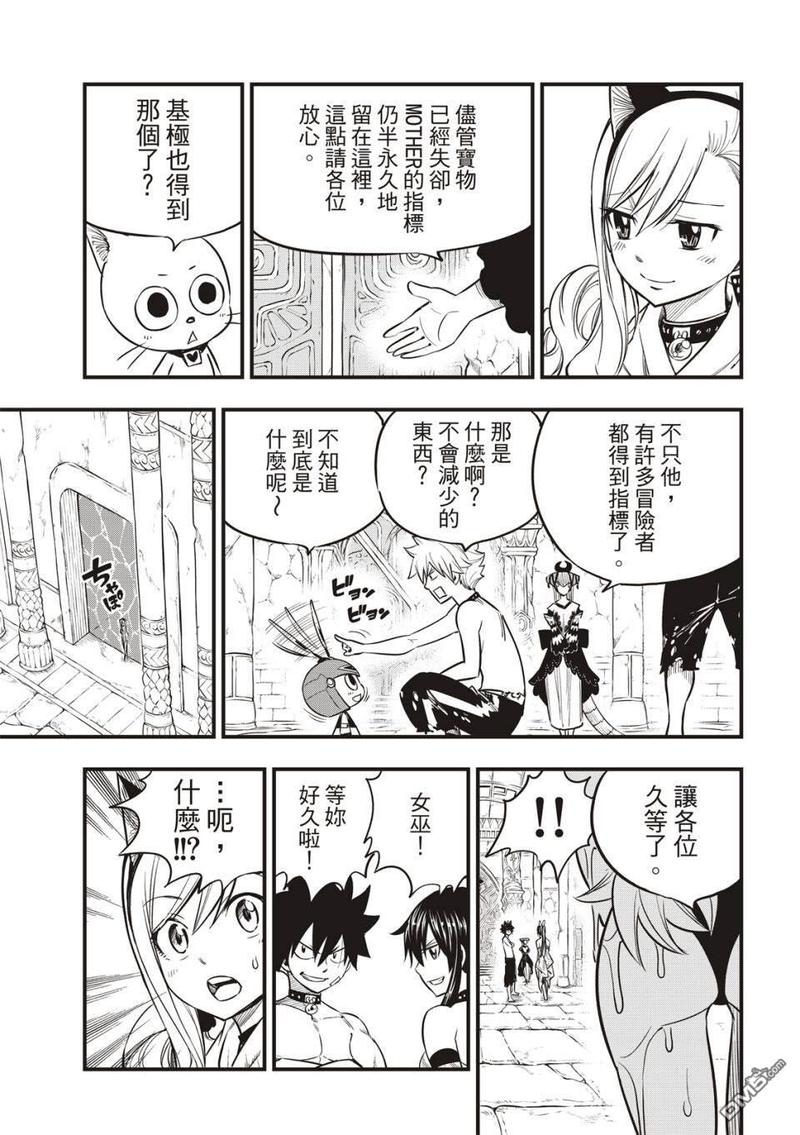 儘管寶物
已經失卻，
MOTHER的指標
仍半永久地
留在這裡，
這點請各位
放心。
基極也得到
那個了？
不只他，
有許多冒險者
都得到指標了。
那是
什麼啊？
不會減少的
東西？
不知道
到底是
什麼呢～
ビヨン
ビヨン
ちゃぽ
讓各位
久等了。
!!
女巫！
等妳
好久啦！
…呃，
什麼!!?
DM5.com